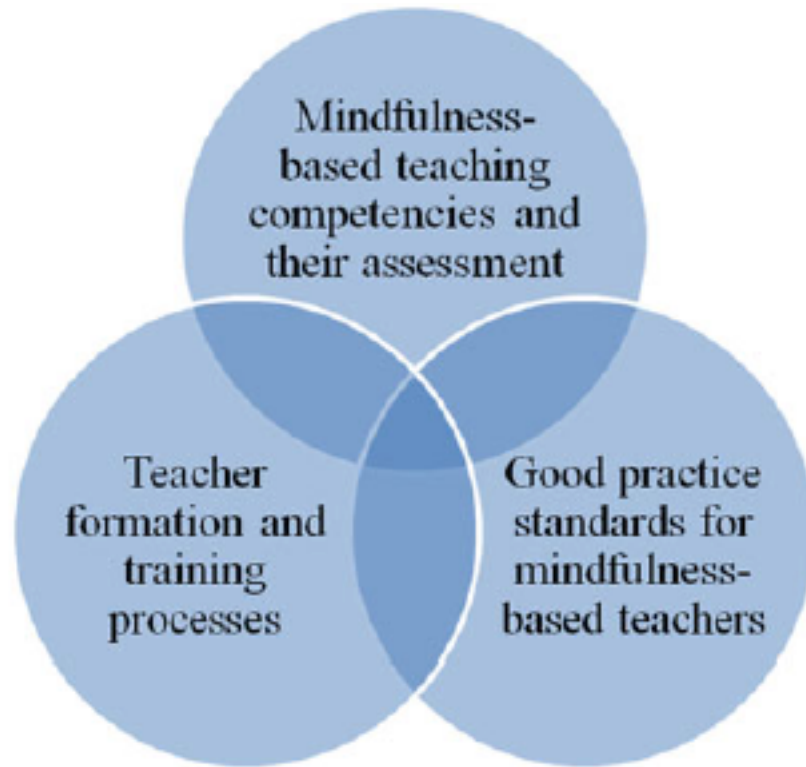 Mindfulness-
based teaching
competencies and
their assessment
Teacher
formation and
training
processes
Good practice
standards for
mindfulness-
based teachers